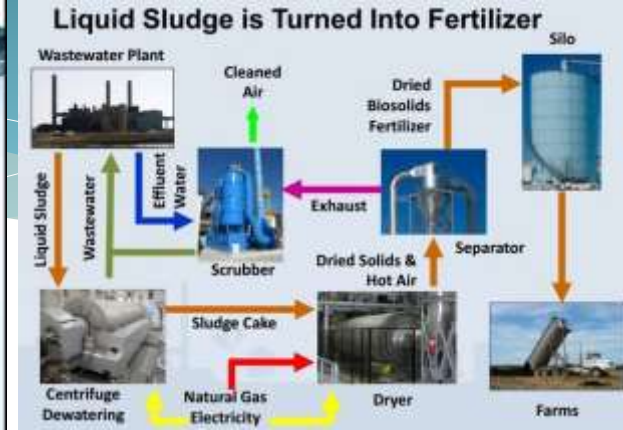 Liquid Sludge is Turned Into Fertilizer
Wastewater Plant
Cleaned
Air
Dried
Biosolids
Fertilizer
Silo
Liquid Sludge
Wastewater
Effluent
Water
Exhaust
Scrubber
Separator
Dried Solids &
Hot Air
Sludge Cake
Centrifuge
Dewatering
Natural Gas
Electricity
Dryer
Farms